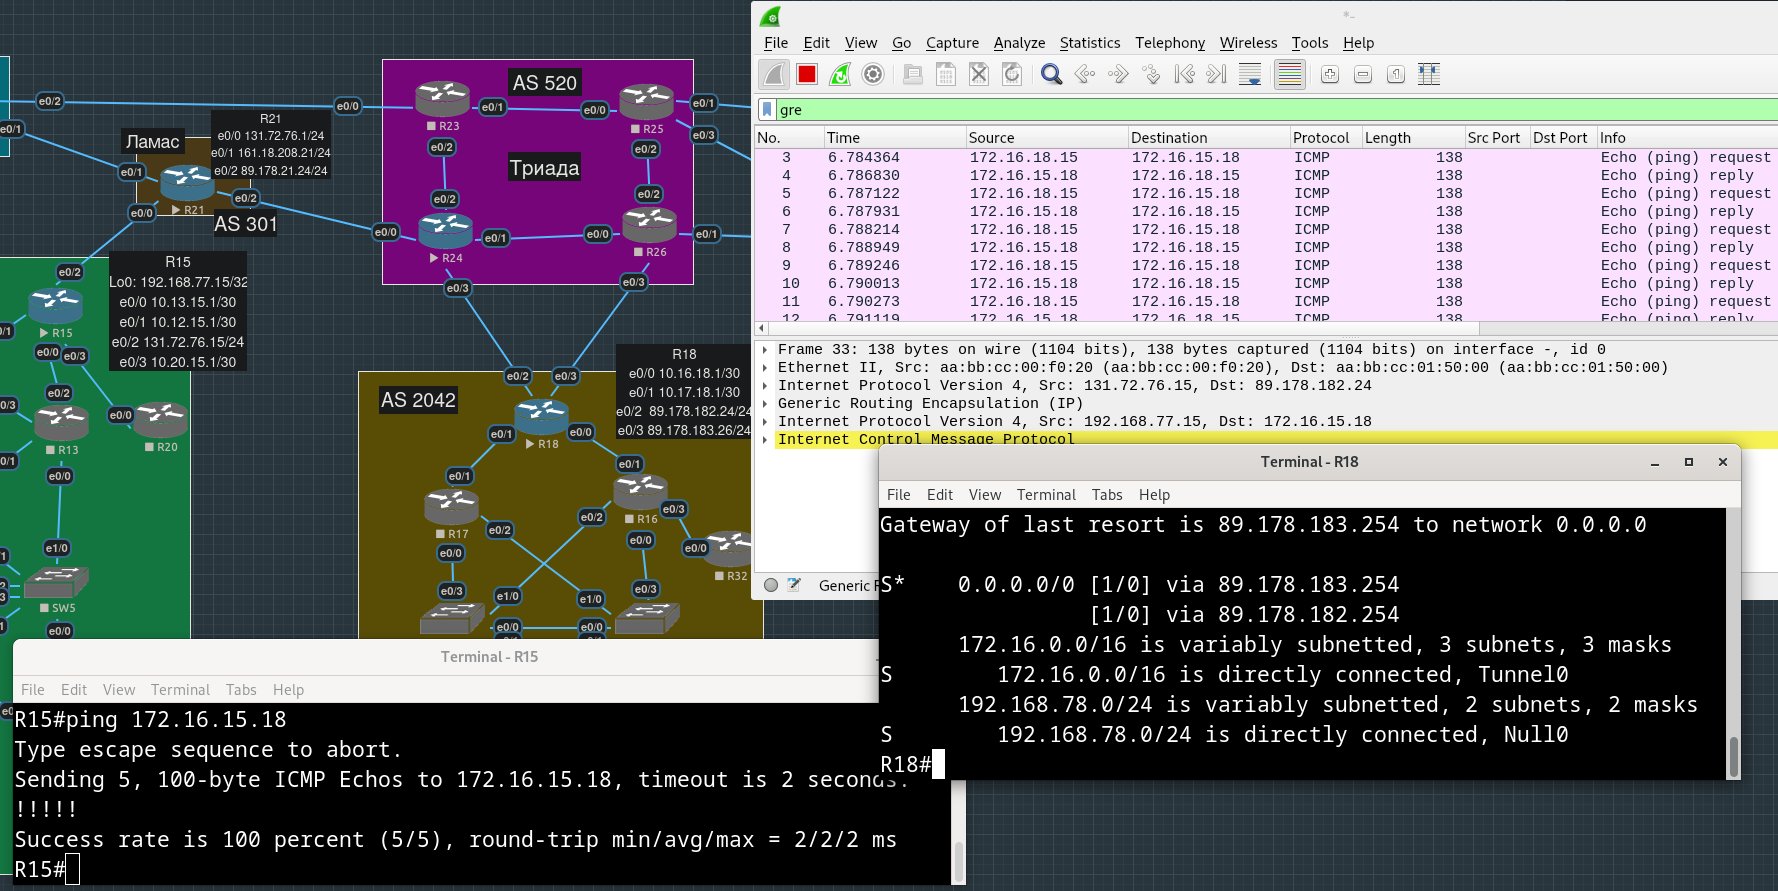 AS 520
R23
R25
Триада
R24
R26
e0/2
e0/1
e0/0
e0/1
e0/0
e0/1
e0/3
e0/2
e0/2
e0/2
e0/2
e0/0
e0/1
e0/0
e0/1
e0/3
e0/3
Ламас
R21
e0/0 131.72.76.1/24
e0/1 161.18.208.21/24
e0/2 89.178.21.24/24
e0/1
e0/2
e0/0
R21
AS 301
e0/2
R15
Lo0: 192.168.77.15/32
e0/0 10.13.15.1/30
e0/1 10.12.15.1/30
e0/2 131.72.76.15/24
e0/3 10.20.15.1/30
R15
e0/0
e0/3
e0/2
e0/0
R13
R20
e0/0
e1/0
SW5
e0/0
AS 2042
e0/2
e0/3
R18
e0/0 10.16.18.1/30
e0/1 10.17.18.1/30
e0/2 89.178.182.24/24
e0/3 89.178.183.26/24
R18
e0/1
e0/0
e0/1
e0/1
R17
R16
R32
e0/2
e0/2
e0/3
e0/0
e0/0
e0/0
e0/3
e1/0
e1/0
e0/3
e0/0
e0/0
File Edit View Go Capture Analyze Statistics Telephony Wireless Tools Help
gre
No. Time Source Destination Protocol Length Src Port Dst Port Info
3 6.784364 172.16.18.15 172.16.15.18 ICMP 138 Echo (ping) request
4 6.786830 172.16.18.15 172.16.15.18 ICMP 138 Echo (ping) reply
5 6.787122 172.16.18.15 172.16.15.18 ICMP 138 Echo (ping) request
6 6.787931 172.16.18.15 172.16.15.18 ICMP 138 Echo (ping) reply
7 6.788214 172.16.18.15 172.16.15.18 ICMP 138 Echo (ping) request
8 6.788949 172.16.18.15 172.16.15.18 ICMP 138 Echo (ping) reply
9 6.789246 172.16.18.15 172.16.15.18 ICMP 138 Echo (ping) request
10 6.790013 172.16.18.15 172.16.15.18 ICMP 138 Echo (ping) reply
11 6.790273 172.16.18.15 172.16.15.18 ICMP 138 Echo (ping) request
12 6.791119 172.16.18.15 172.16.15.18 ICMP 138 Echo (ping) reply
Frame 33: 138 bytes on wire (1104 bits), 138 bytes captured (1104 bits) on interface -, id 0
Ethernet II, Src: aa:bb:cc:00:f0:20 (aa:bb:cc:00:f0:20), Dst: aa:bb:cc:01:50:00 (aa:bb:cc:01:50:00)
Internet Protocol Version 4, Src: 131.72.76.15, Dst: 89.178.182.24
Generic Routing Encapsulation (IP)
Internet Protocol Version 4, Src: 192.168.77.15, Dst: 172.16.15.18
Internet Control Message Protocol
Generic
Terminal - R18
File Edit View Terminal Tabs Help
Gateway of last resort is 89.178.183.254 to network 0.0.0.0
S* 0.0.0.0/0 [1/0] via 89.178.183.254
[1/0] via 89.178.182.254
172.16.0.0/16 is variably subnetted, 3 subnets, 3 masks
S 172.16.0.0/16 is directly connected, Tunnel0
192.168.78.0/24 is variably subnetted, 2 subnets, 2 masks
S 192.168.78.0/24 is directly connected, Null0
R18#
Terminal - R15
File Edit View Terminal Tabs Help
R15#ping 172.16.15.18
Type escape sequence to abort.
Sending 5, 100-byte ICMP Echos to 172.16.15.18, timeout is 2 seconds:
!!!!!
Success rate is 100 percent (5/5), round-trip min/avg/max = 2/2/2 ms
R15#